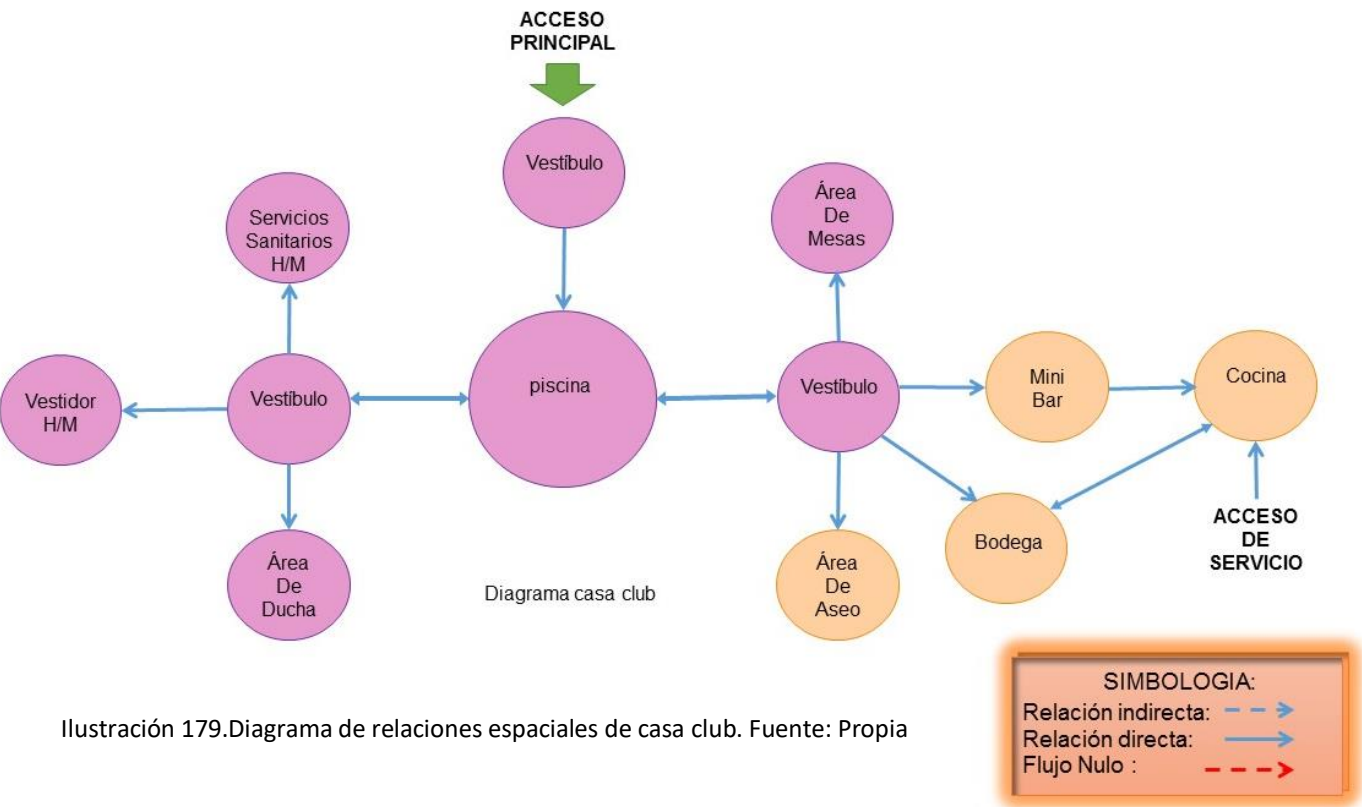 ACCESO
PRINCIPAL
Vestíbulo
Servicios
Sanitarios
H/M
Área
De
Mesas
Vestidor
H/M
Vestíbulo
piscina
Vestíbulo
Mini
Bar
Cocina
Área
De
Ducha
Diagrama casa club
Área
De
Aseo
Bodega
ACCESO
DE
SERVICIO
Ilustración 179.Diagrama de relaciones espaciales de casa club. Fuente: Propia
SIMBOLOGIA:
Relación indirecta:
Relación directa:
Flujo Nulo :